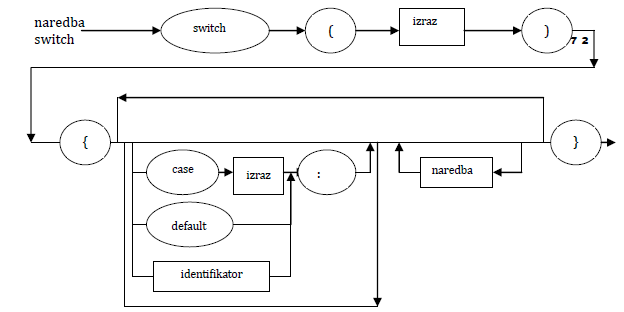 naredba
switch
switch
(
izraz
)
7 2
{
case
izraz
:
default
identifikator
naredba
}